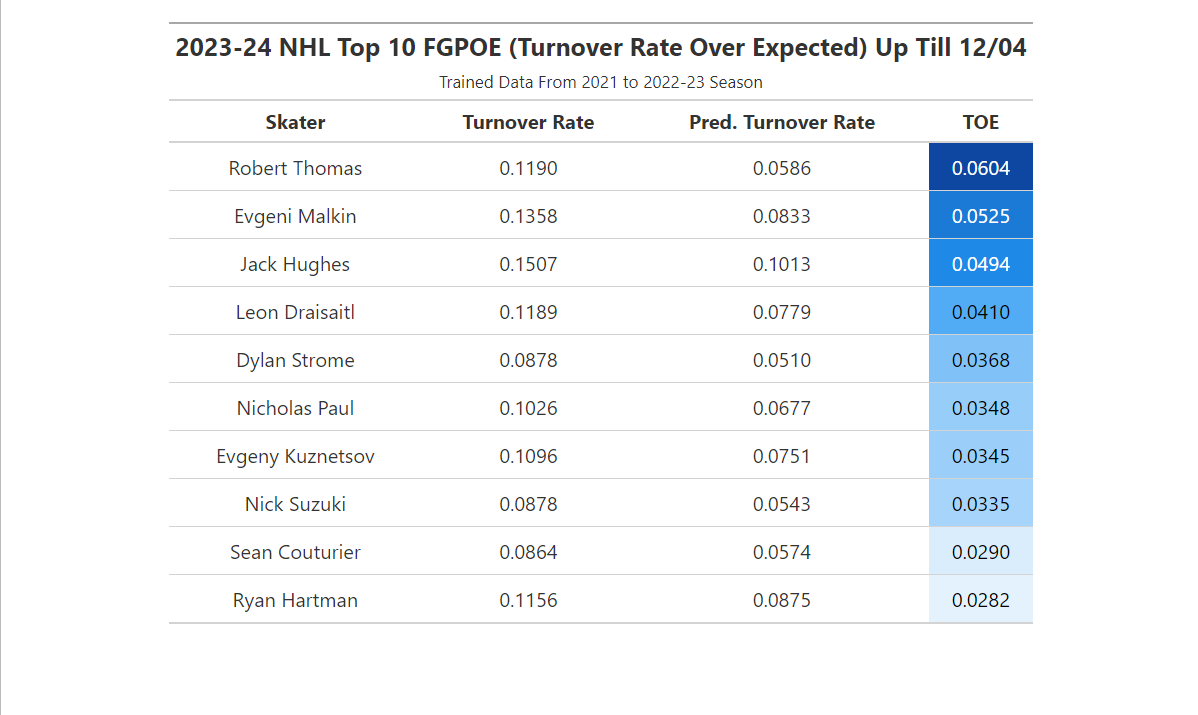 2023-24 NHL Top 10 FGPOE (Turnover Rate Over Expected) Up Till 12/04
Trained Data From 2021 to 2022-23 Season
Skater Turnover Rate Pred. Turnover Rate TOE
Robert Thomas 0.1190 0.0586 0.0604
Evgeni Malkin 0.1358 0.0833 0.0525
Jack Hughes 0.1507 0.1013 0.0494
Leon Draisaitl 0.1189 0.0779 0.0410
Dylan Strome 0.0878 0.0510 0.0368
Nicholas Paul 0.1026 0.0677 0.0348
Evgeny Kuznetsov 0.1096 0.0751 0.0345
Nick Suzuki 0.0878 0.0543 0.0335
Sean Couturier 0.0864 0.0574 0.0290
Ryan Hartman 0.1156 0.0875 0.0282